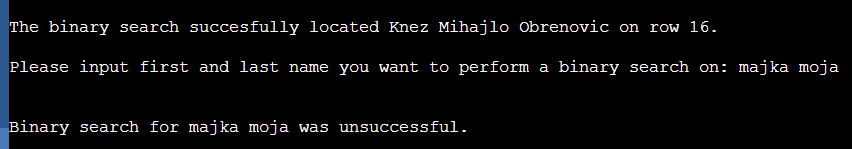 The binary search succesfully located Knez Mihajlo Obrenovic on row 16.
Please input first and last name you want to perform a binary search on: majka moja
Binary search for majka moja was unsuccessful.